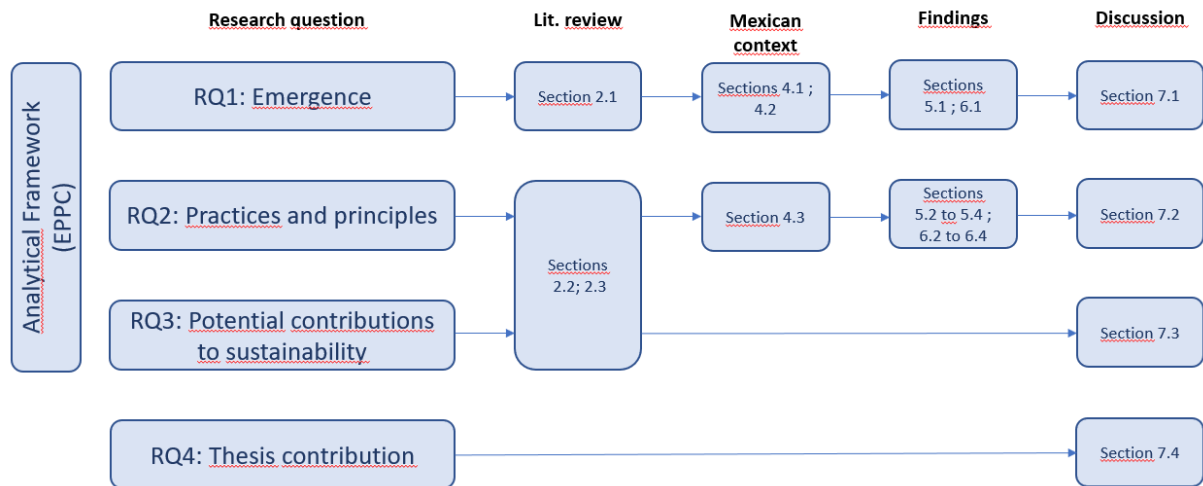 Research question
Lit. review
Mexican
context
Findings
Discussion
Analytical Framework
(EPPC)
RQ1: Emergence
Section 2.1
Sections 4.1 ;
4.2
Sections
5.1 ; 6.1
Section 7.1
RQ2: Practices and principles
Sections
2.2; 2.3
Section 4.3
Sections
5.2 to 5.4 ;
6.2 to 6.4
Section 7.2
RQ3: Potential contributions
to sustainability
Section 7.3
RQ4: Thesis contribution
Section 7.4